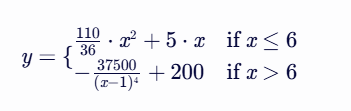 y = { 110/36 · x² + 5 · x if x ≤ 6
− 37500/(x−1)⁴ + 200 if x > 6